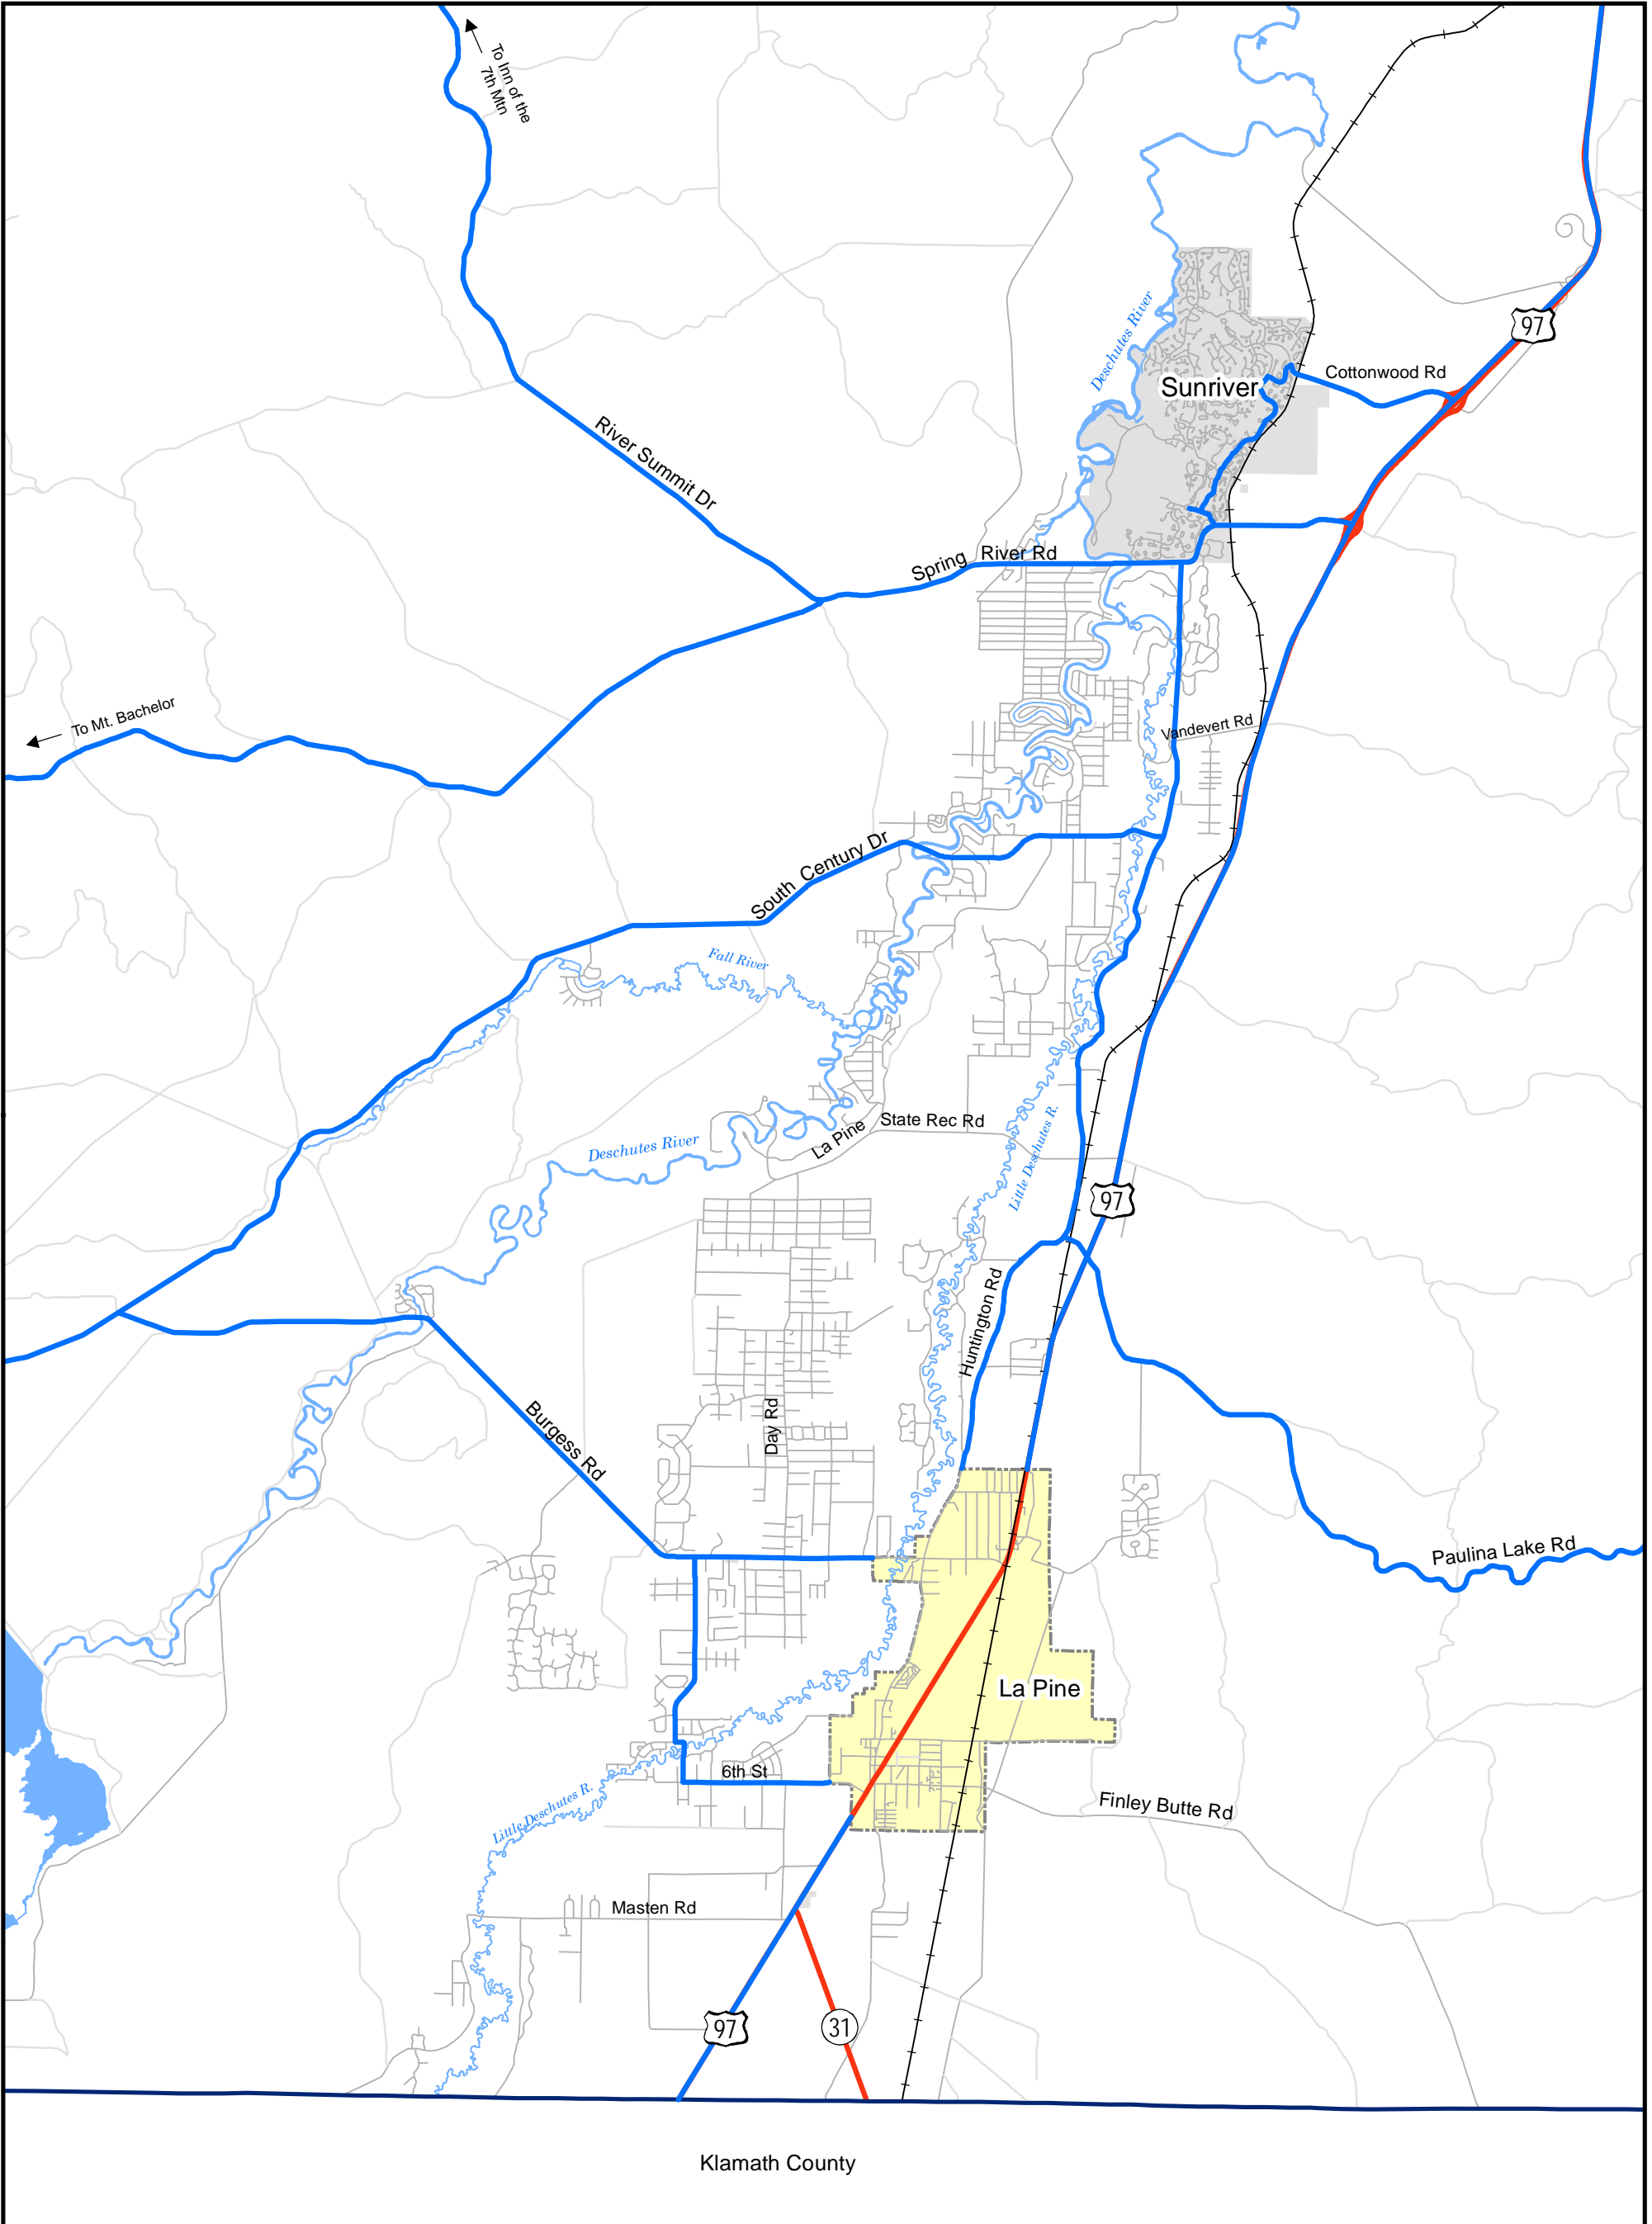 To Inn of the
7th Mtn
97
Deschutes River
Cottonwood Rd
Sunriver
River Summit Dr
Spring River Rd
To Mt. Bachelor
Vandevert Rd
South Century Dr
Fall River
State Rec Rd
La Pine
Deschutes River
Little Deschutes R.
97
Huntington Rd
Day Rd
Burgess Rd
Paulina Lake Rd
La Pine
6th St
Finley Butte Rd
Little Deschutes R.
Masten Rd
97
31
Klamath County